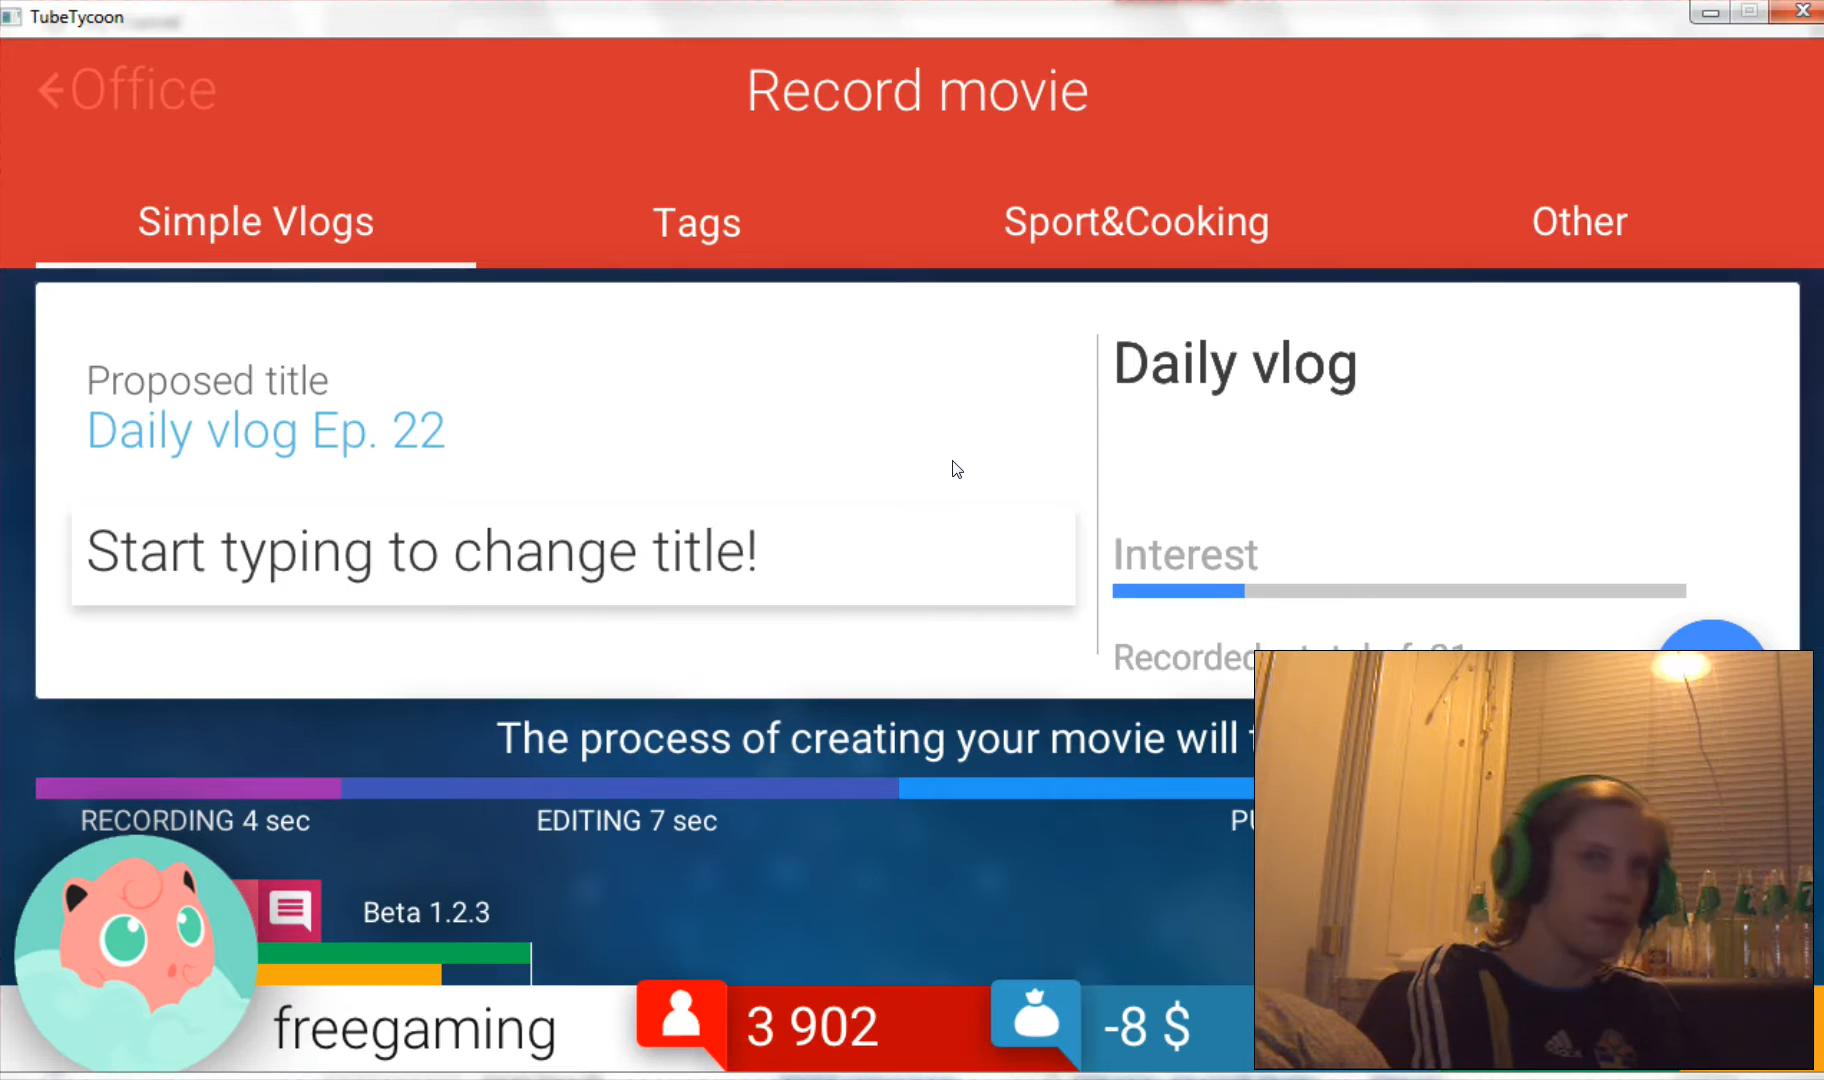 TubeTycoon
Office
Record movie
Simple Vlogs
Tags
Sport&Cooking
Other
Proposed title
Daily vlog Ep. 22
Start typing to change title!
Daily vlog
Interest
Recorded
The process of creating your movie will
RECORDING 4 sec
EDITING 7 sec
Beta 1.2.3
freegaming
3 902
-8 $